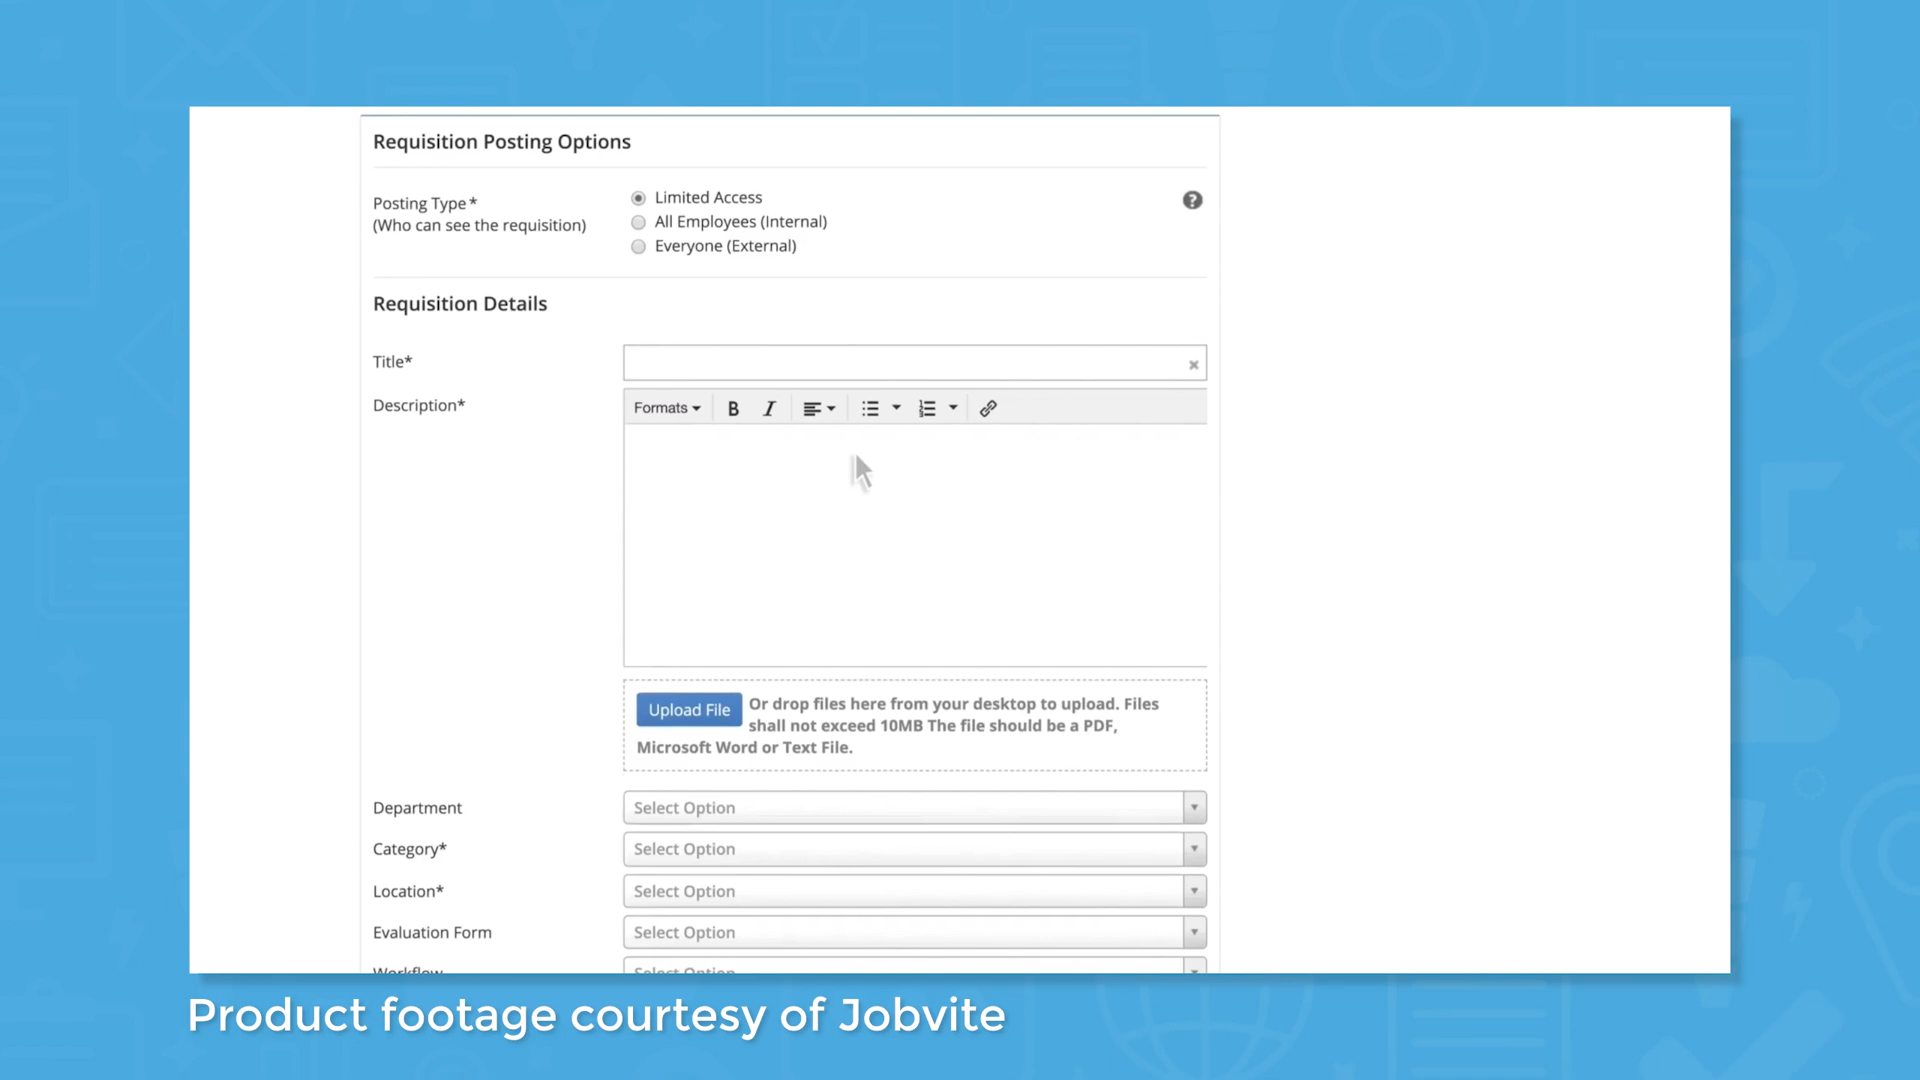 Requisition Posting Options
Posting Type*
(Who can see the requisition)
Limited Access
All Employees (Internal)
Everyone (External)
?
Requisition Details
Title*
Description*
Formats
B
I
Upload File
Or drop files here from your desktop to upload. Files
shall not exceed 10MB The file should be a PDF,
Microsoft Word or Text File.
Department
Select Option
Category*
Select Option
Location*
Select Option
Evaluation Form
Select Option
Workflow
Select Option
Product footage courtesy of Jobvite